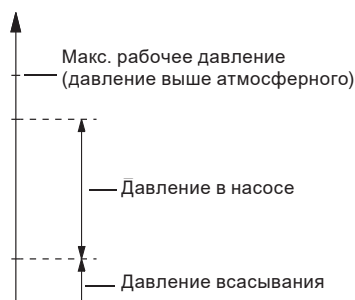 Макс. рабочее давление
(давление выше атмосферного)
Давление в насосе
Давление всасывания